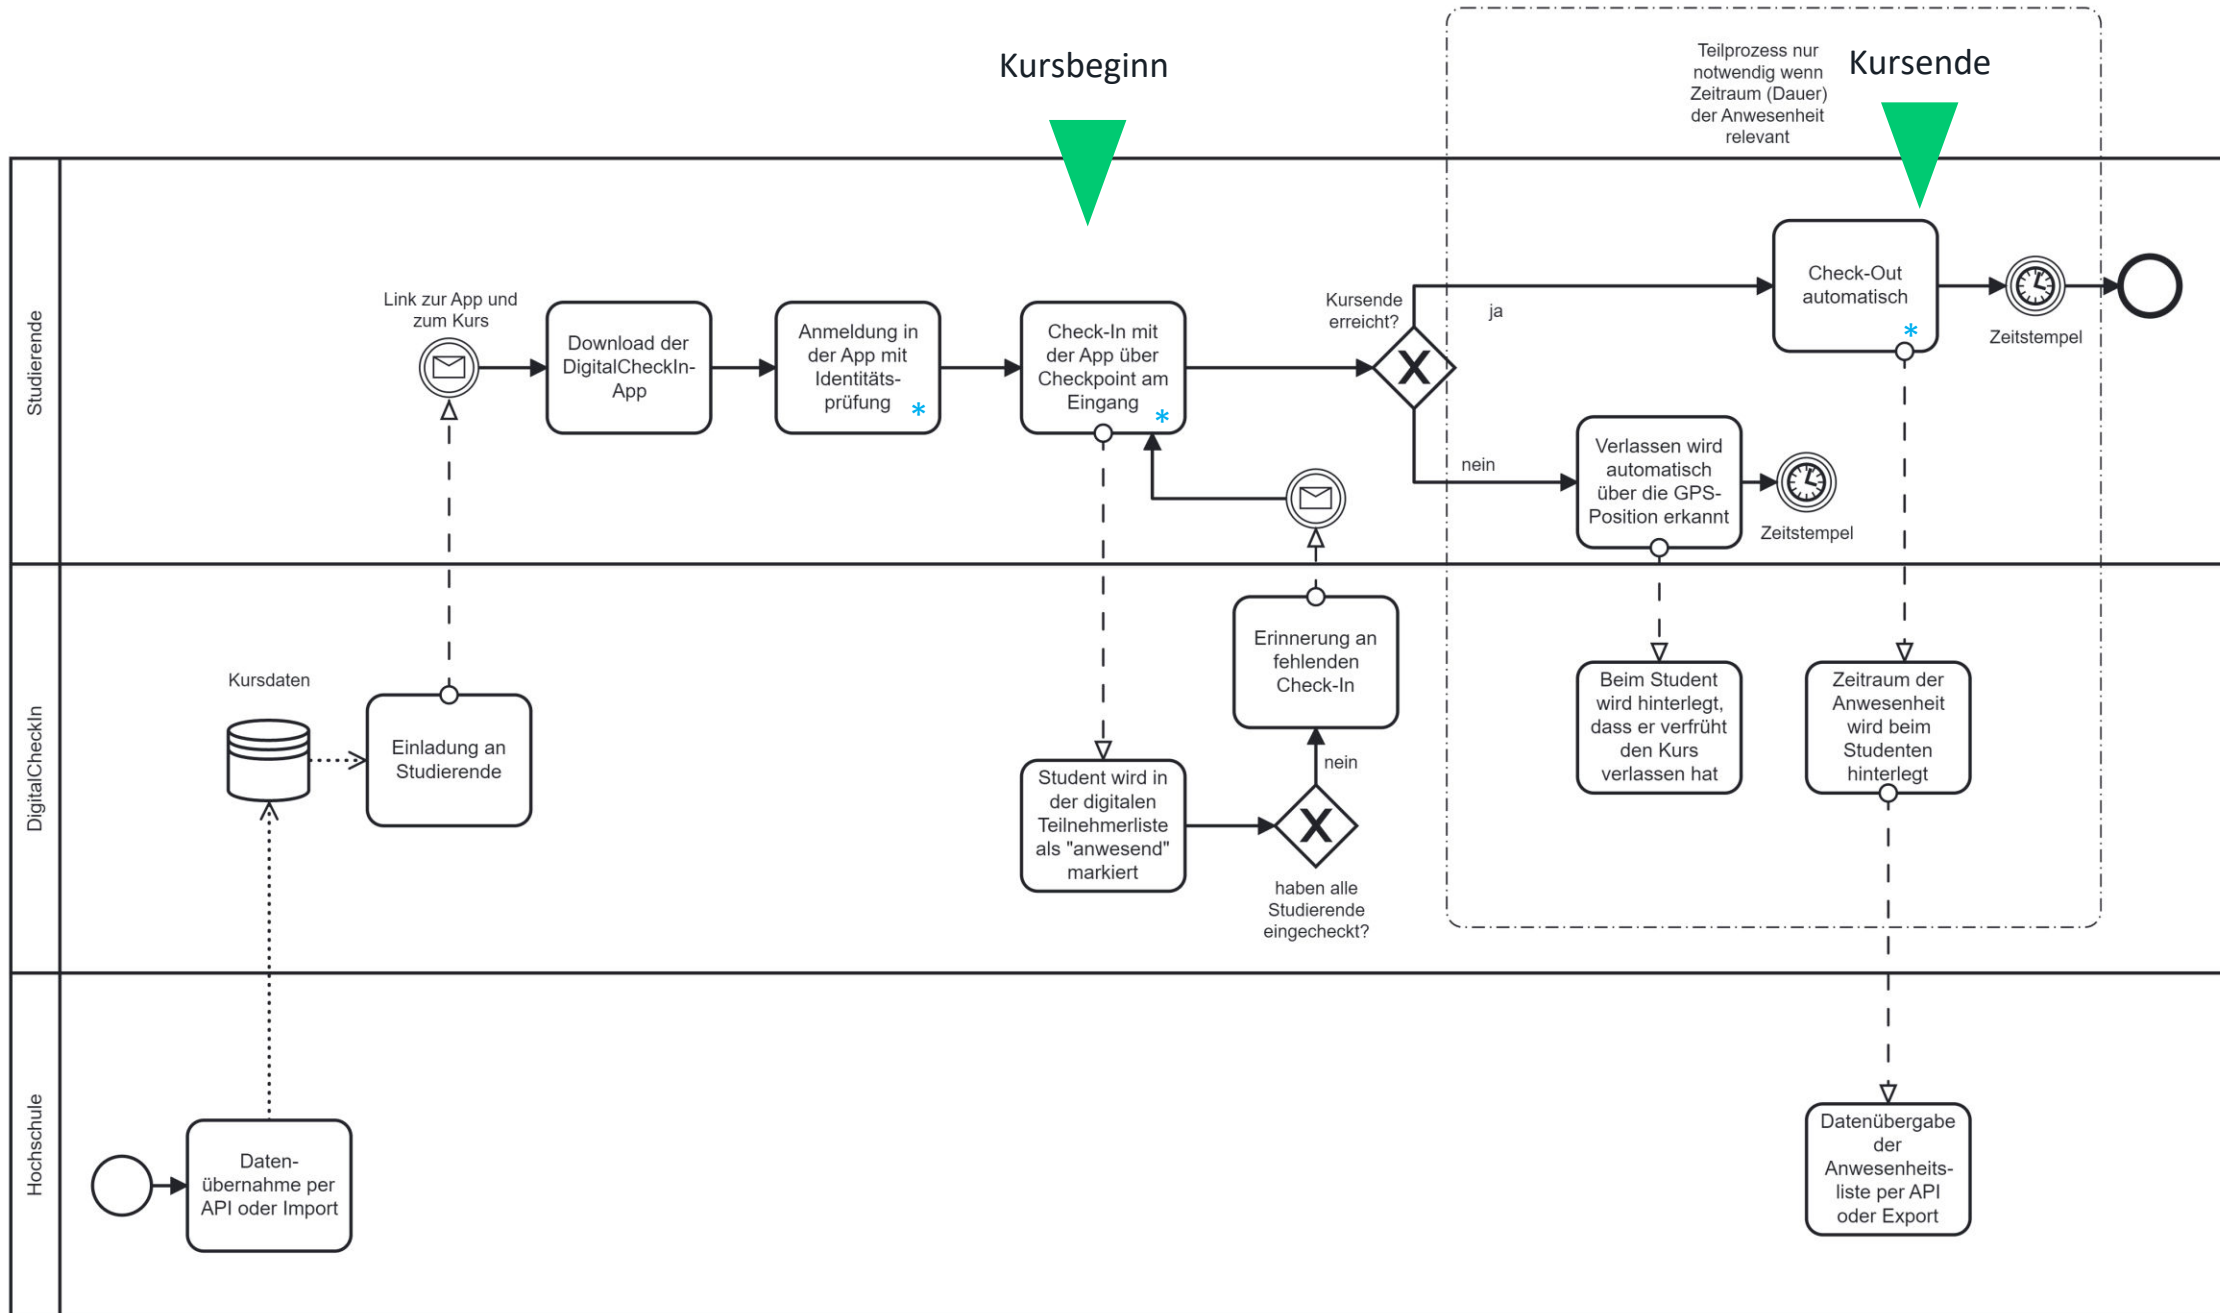 Kursbeginn
Teilprozess nur
notwendig wenn
Zeitraum (Dauer)
der Anwesenheit
relevant
Kursende
Studierende
Link zur App und
zum Kurs
Download der
DigitalCheckIn-
App
Anmeldung in
der App mit
Identitäts-
prüfung
*
Check-In mit
der App über
Checkpoint am
Eingang
*
Kursende
erreicht?
ja
nein
Check-Out
automatisch
*
Zeitstempel
Verlassen wird
automatisch
über die GPS-
Position erkannt
Zeitstempel
DigitalCheckIn
Kursdaten
Einladung an
Studierende
Student wird in
der digitalen
Teilnehmerliste
als "anwesend"
markiert
Erinnerung an
fehlenden
Check-In
nein
haben alle
Studierende
eingecheckt?
Beim Student
wird hinterlegt,
dass er verfrüht
den Kurs
verlassen hat
Zeitraum der
Anwesenheit
wird beim
Studenten
hinterlegt
Hochschule
Daten-
übernahme per
API oder Import
Datenübergabe
der
Anwesenheits-
liste per API
oder Export